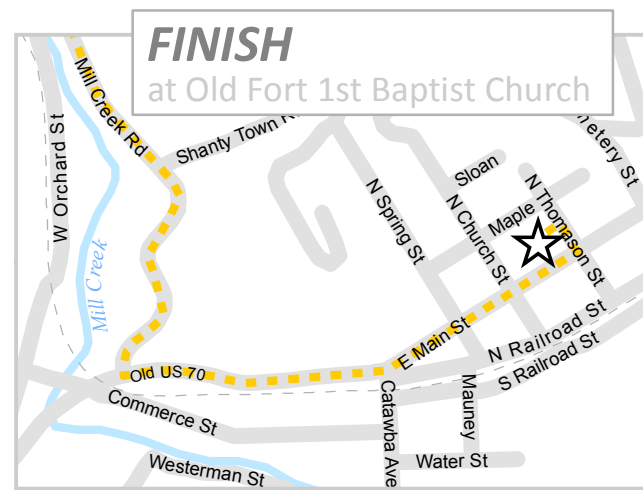 FINISH
at Old Fort 1st Baptist Church
Mill Creek Rd
W Orchard St
Shanty Town
Mill Creek
N Spring St
Sloan
N Church St
Maple
N Thomason St
metery St
Old US 70
E Main St
N Railroad St
S Railroad St
Commerce St
Catawba Ave
Mauney
Water St
Westerman St